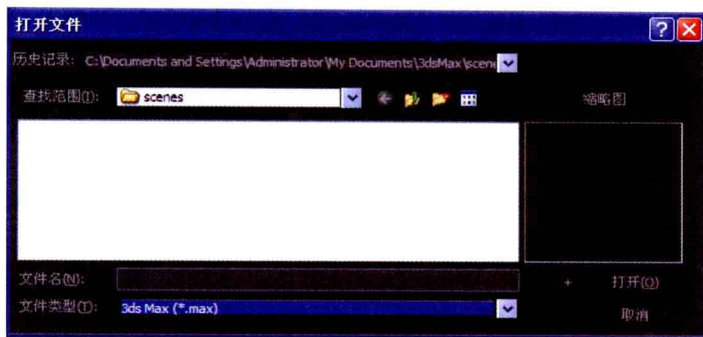 打开文件
历史记录: C:\Documents and Settings\Administrator\My Documents\3dsMax\scen
查找范围(I): scenes
缩略图
文件名(N):
+ 打开(O)
文件类型(T): 3ds Max (*.max)
取消